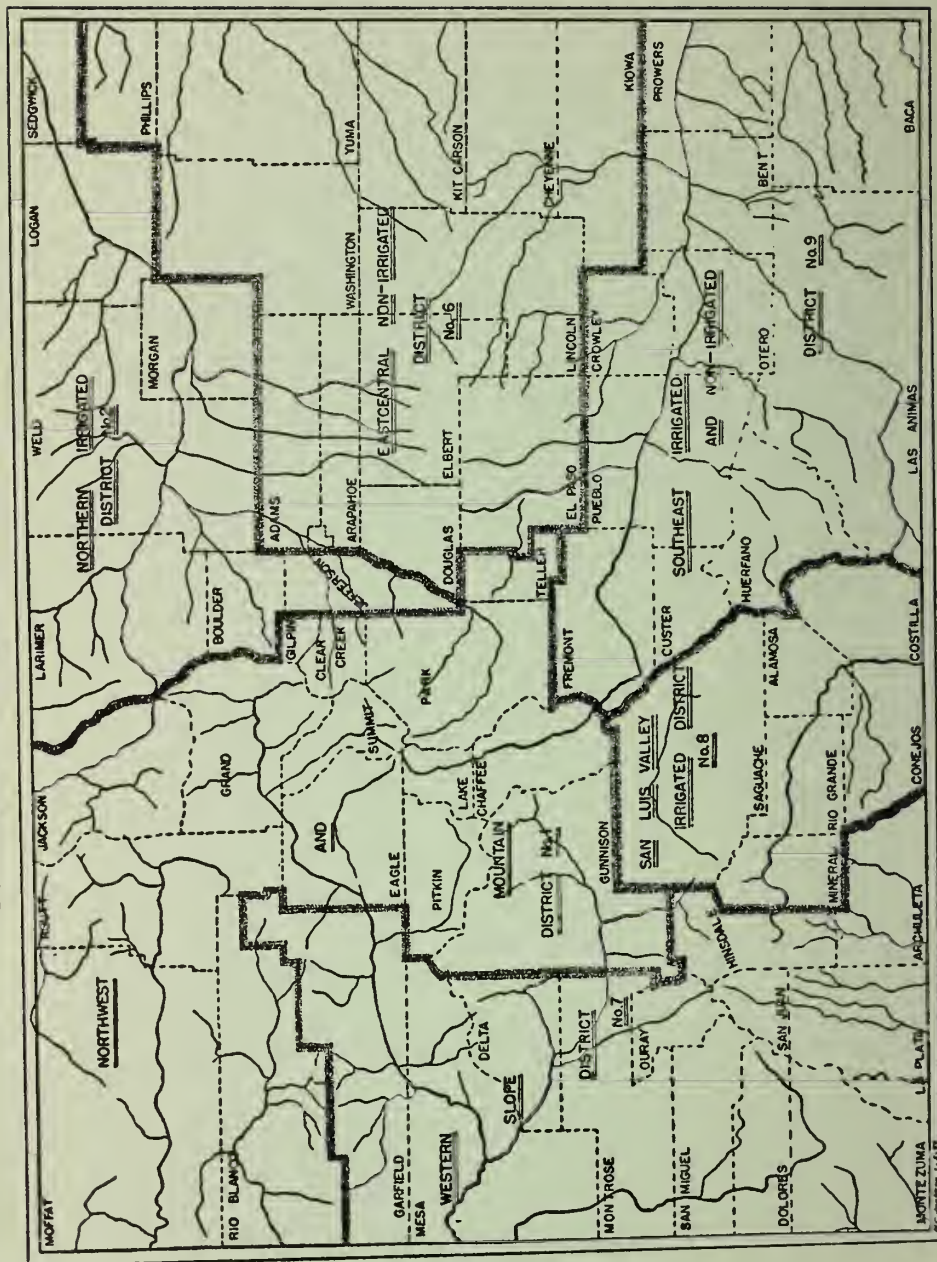 MOFFAT
JACKSON
LARIMER
WELD
LOGAN
SEDGWICK
NORTHWEST
NORTHERN IRRIGATED
DISTRICT No.2
PHILLIPS
MORGAN
RIO BLANCO
GRAND
BOULDER
YUMA
WASHINGTON
ADAMS
GILPIN
CLEAR
CREEK
JEFFERSON
ARAPAHOE
GARFIELD
MESA
EAGLE
AND
SUMMIT
EASTCENTRAL NON-IRRIGATED
DISTRICT
KIT CARSON
PITKIN
PARK
DOUGLAS
ELBERT
WESTERN
SLOPE
DELTA
LAKE
CHAFFEE
MOUNTAIN
DISTRICT
TELLER
CHEYENNE
LINCOLN
CROWLEY
EL PASO
PUEBLO
FREMONT
GUNNISON
DISTRICT
No.7
MONTROSE
OURAY
KIOWA
PROWERS
SAN LUIS VALLEY
IRRIGATED DISTRICT
No.8
CUSTER
SOUTHEAST IRRIGATED
AND NON-IRRIGATED
SAN MIGUEL
SAGUACHE
HUERFANO
OTERO
BENT
DOLORES
SAN JUAN
ALAMOSA
DISTRICT No.9
MINERAL
RIO GRANDE
MONTEZUMA
LA PLATA
ARCHULETA
CONEJOS
COSTILLA
LAS ANIMAS
BACA